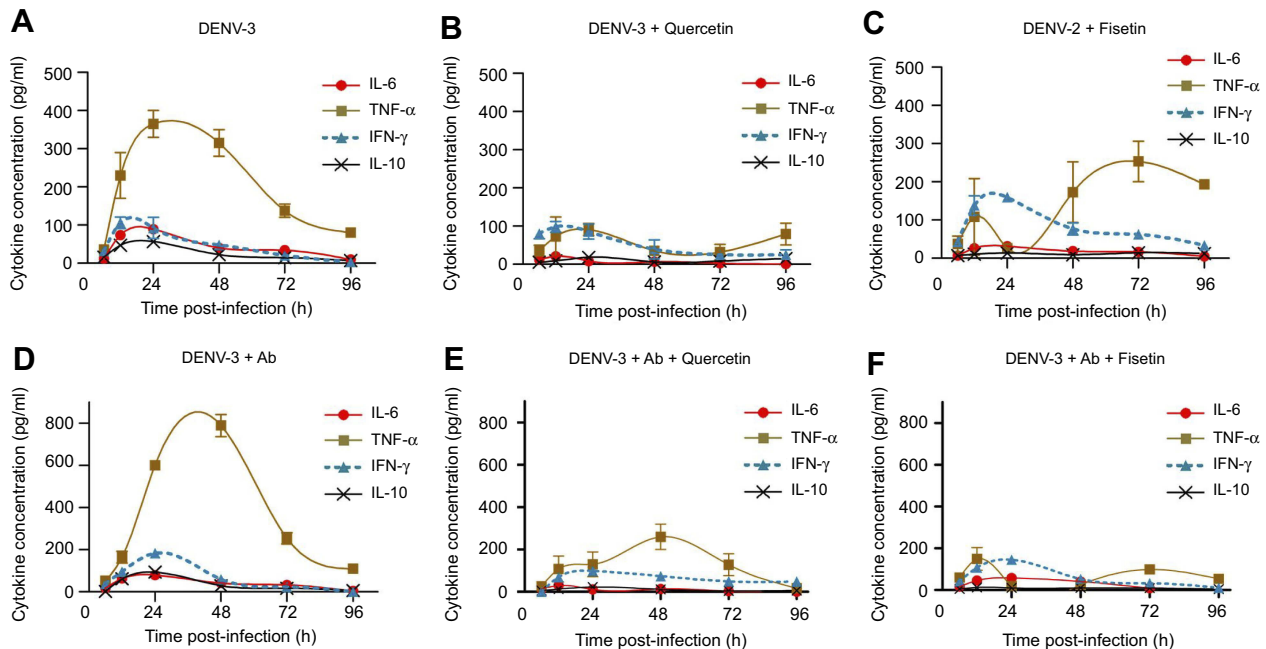 A
DENV-3
Cytokine concentration (pg/ml)
500
400
300
200
100
0
0
24
48
72
96
Time post-infection (h)
IL-6
TNF-α
IFN-γ
IL-10
B
DENV-3 + Quercetin
Cytokine concentration (pg/ml)
500
400
300
200
100
0
0
24
48
72
96
Time post-infection (h)
IL-6
TNF-α
IFN-γ
IL-10
C
DENV-2 + Fisetin
Cytokine concentration (pg/ml)
500
400
300
200
100
0
0
24
48
72
96
Time post-infection (h)
IL-6
TNF-α
IFN-γ
IL-10
D
DENV-3 + Ab
Cytokine concentration (pg/ml)
800
600
400
200
0
0
24
48
72
96
Time post-infection (h)
IL-6
TNF-α
IFN-γ
IL-10
E
DENV-3 + Ab + Quercetin
Cytokine concentration (pg/ml)
800
600
400
200
0
0
24
48
72
96
Time post-infection (h)
IL-6
TNF-α
IFN-γ
IL-10
F
DENV-3 + Ab + Fisetin
Cytokine concentration (pg/ml)
800
600
400
200
0
0
24
48
72
96
Time post-infection (h)
IL-6
TNF-α
IFN-γ
IL-10